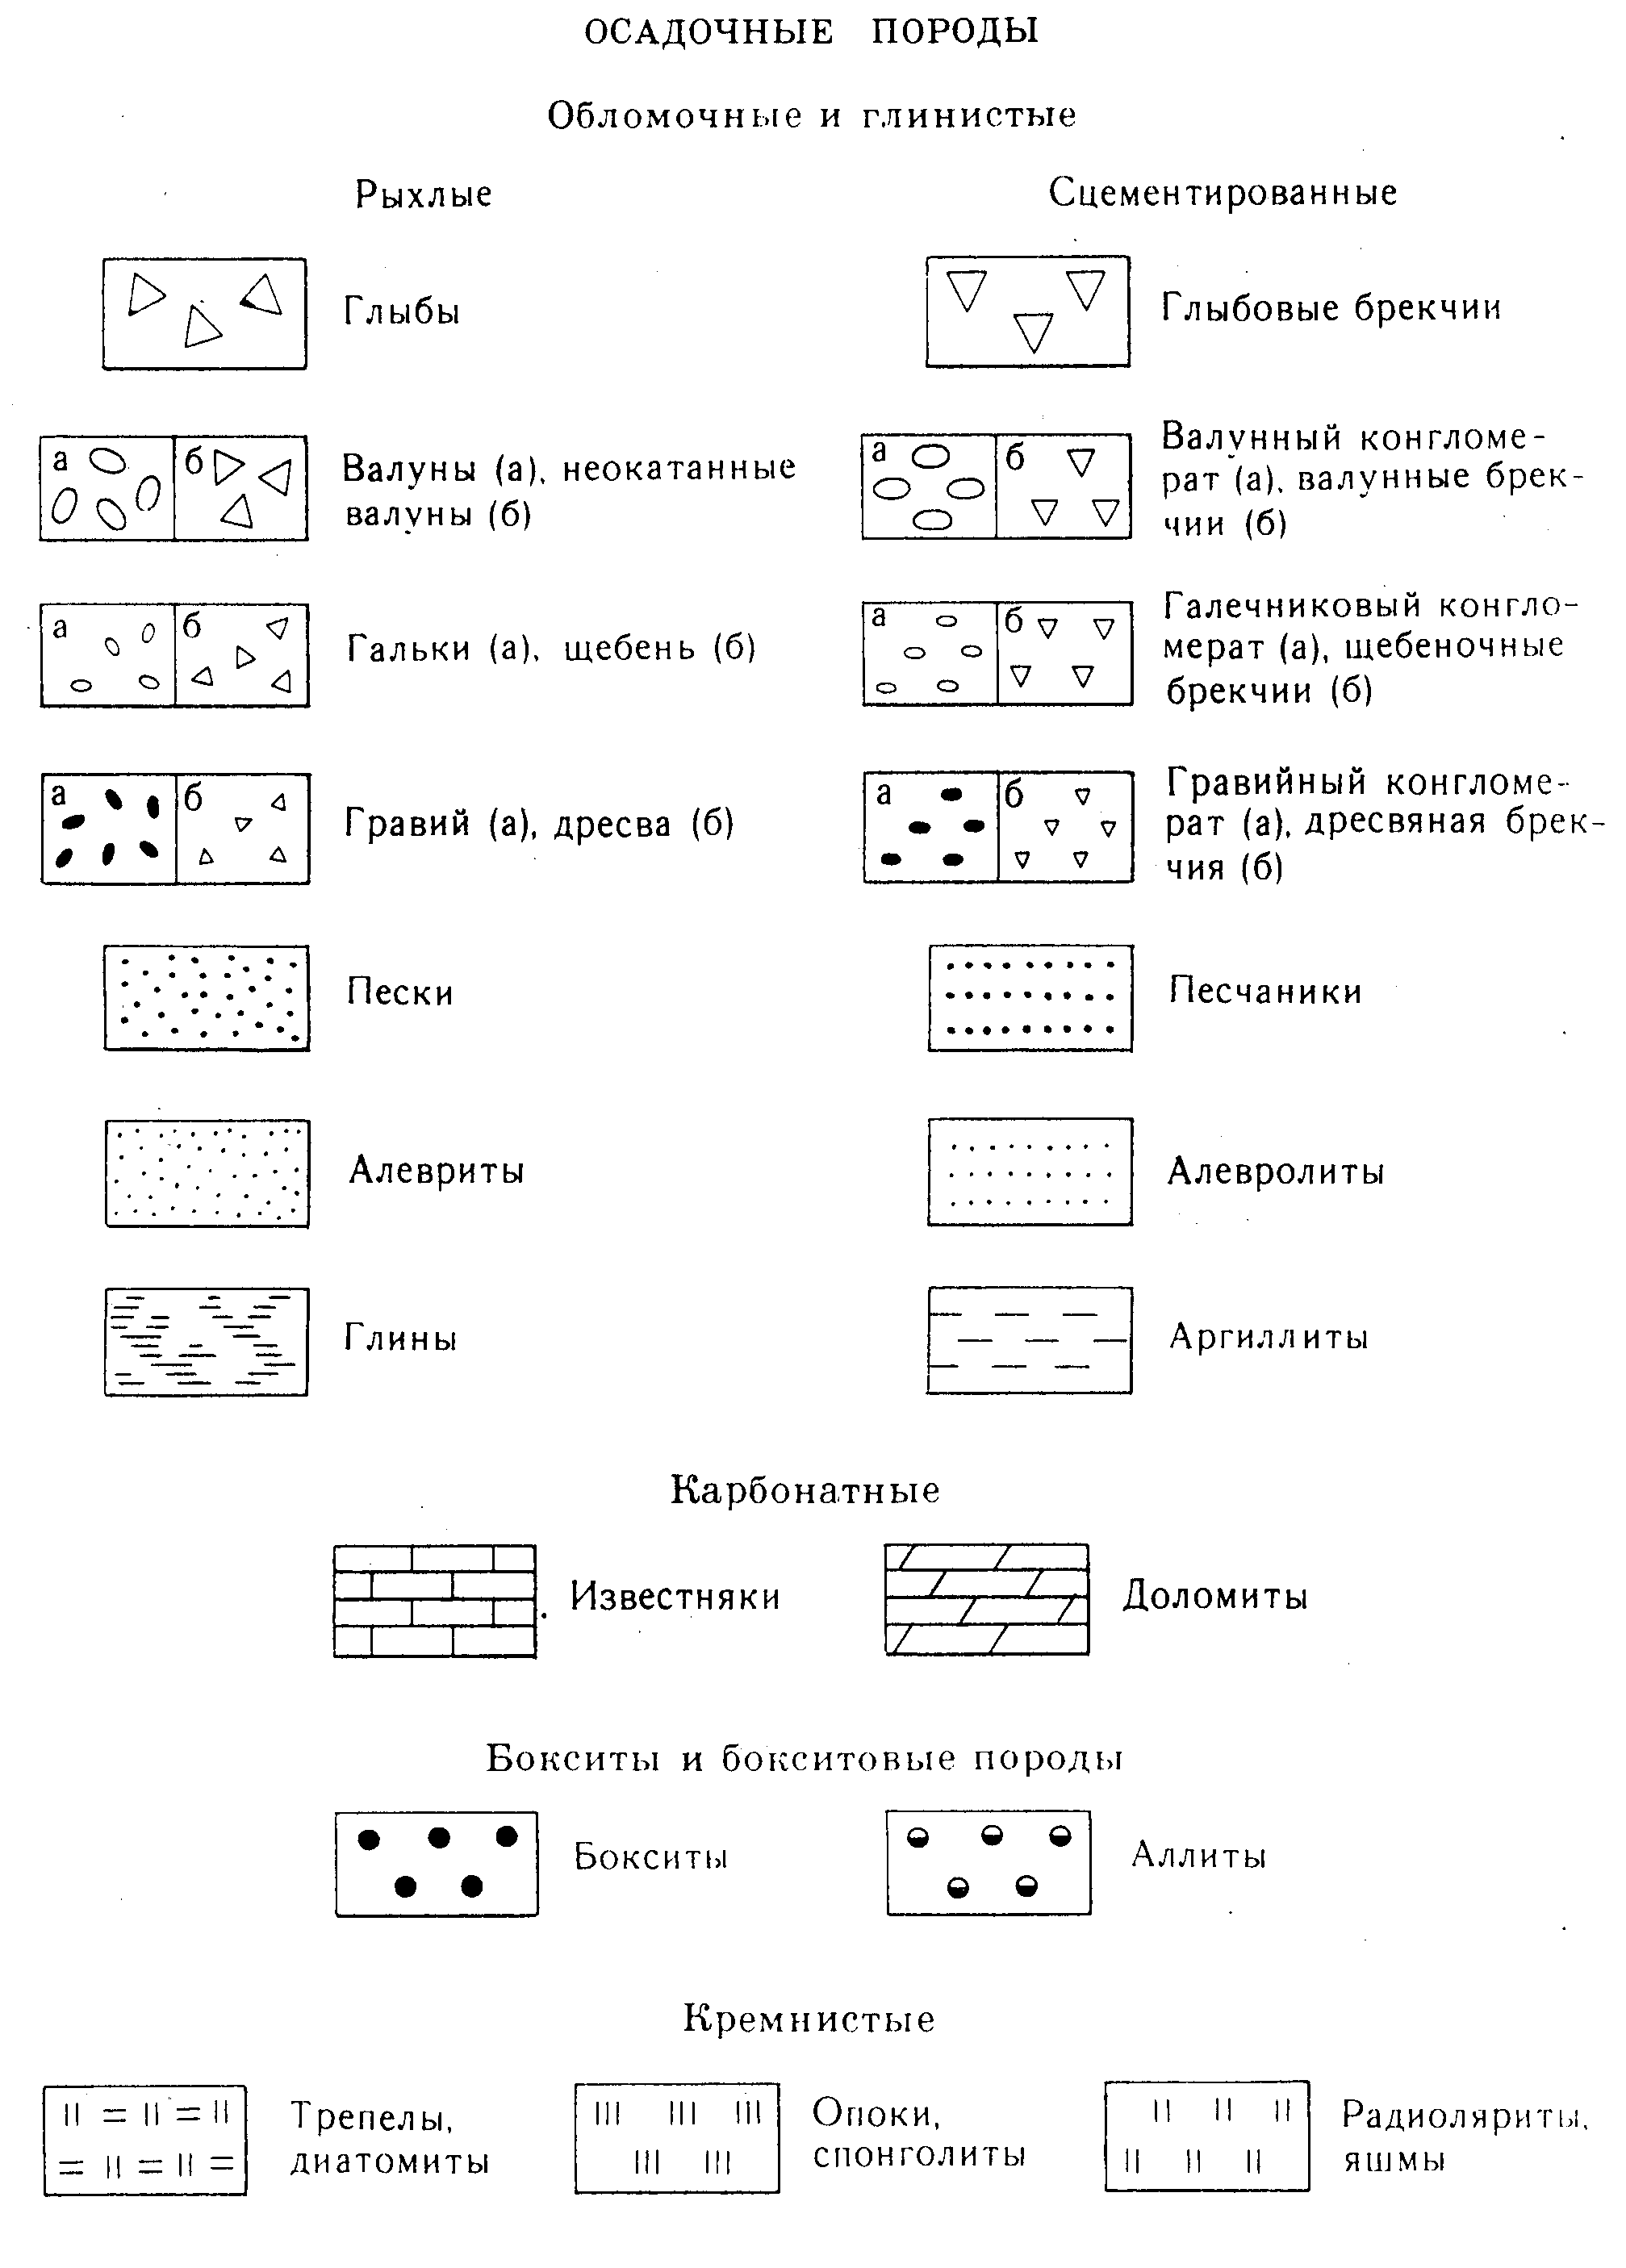 ОСАДОЧНЫЕ ПОРОДЫ
Обломочные и глинистые
Рыхлые
Сцементированные
Глыбы
Глыбовые брекчии
а
б
Валуны (а), неокатанные
валуны (б)
а
б
Валунный конгломе-
рат (а), валунные брек-
чии (б)
а
б
Гальки (а), щебень (б)
а
б
Галечниковый конгло-
мерат (а), щебеночные
брекчии (б)
а
б
Гравий (а), дресва (б)
а
б
Гравийный конгломе-
рат (а), дресвяная брек-
чия (б)
Пески
Песчаники
Алевриты
Алевролиты
Глины
Аргиллиты
Карбонатные
Известняки
Доломиты
Бокситы и бокситовые породы
Бокситы
Аллиты
Кремнистые
Трепелы,
диатомиты
Опоки,
спонголиты
Радиоляриты,
яшмы